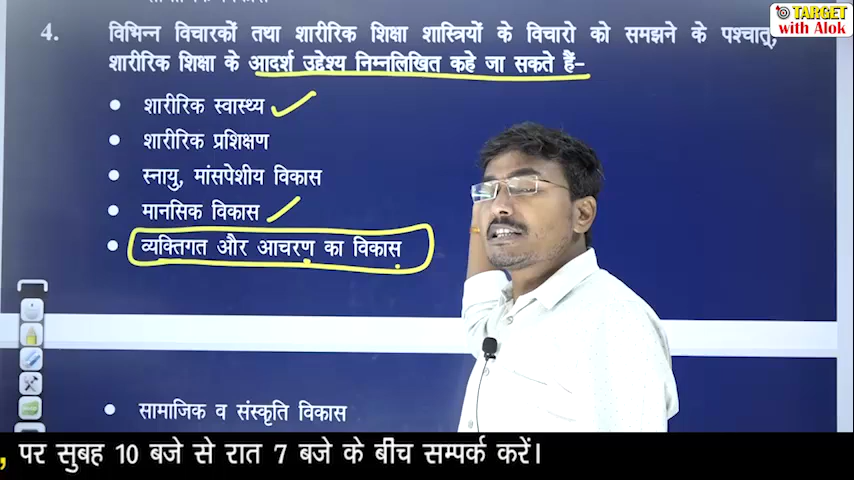 TARGET
with Alok
4. विभिन्न विचारकों तथा शारीरिक शिक्षा शास्त्रियों के विचारो को समझने के पश्चात्,
शारीरिक शिक्षा के आदर्श उद्देश्य निम्नलिखित कहे जा सकते हैं-
• शारीरिक स्वास्थ्य
• शारीरिक प्रशिक्षण
• स्नायु, मांसपेशीय विकास
• मानसिक विकास
• व्यक्तिगत और आचरण का विकास
• सामाजिक व संस्कृति विकास
, पर सुबह 10 बजे से रात 7 बजे के बीच सम्पर्क करें।